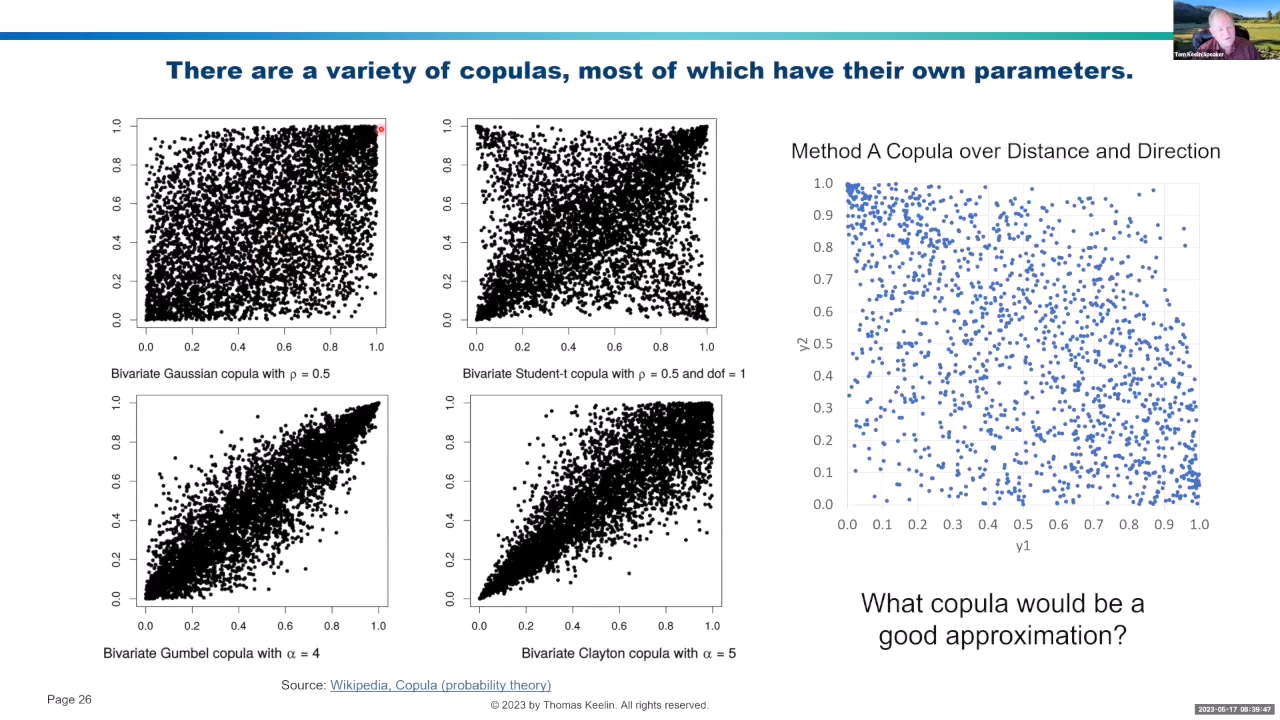 Tom Keelin Speaker
There are a variety of copulas, most of which have their own parameters.
1.0
0.8
0.6
0.4
0.2
0.0
0.0 0.2 0.4 0.6 0.8 1.0
Bivariate Gaussian copula with ρ = 0.5
1.0
0.8
0.6
0.4
0.2
0.0
0.0 0.2 0.4 0.6 0.8 1.0
Bivariate Student-t copula with ρ = 0.5 and dof = 1
1.0
0.8
0.6
0.4
0.2
0.0
0.0 0.2 0.4 0.6 0.8 1.0
Bivariate Gumbel copula with α = 4
1.0
0.8
0.6
0.4
0.2
0.0
0.0 0.2 0.4 0.6 0.8 1.0
Bivariate Clayton copula with α = 5
Method A Copula over Distance and Direction
1.0
0.9
0.8
0.7
0.6
0.5
0.4
0.3
0.2
0.1
0.0
y2
0.0 0.1 0.2 0.3 0.4 0.5 0.6 0.7 0.8 0.9 1.0
y1
What copula would be a
good approximation?
Source: Wikipedia, Copula (probability theory)
Page 26
© 2023 by Thomas Keelin. All rights reserved.
2023-05-17 08:39:47